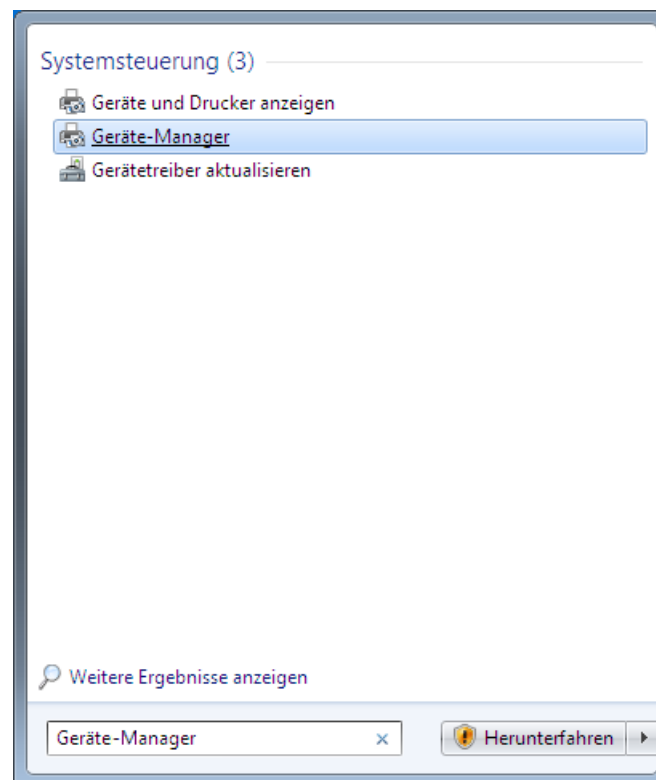 Systemsteuerung (3)
Geräte und Drucker anzeigen
Geräte-Manager
Gerätetreiber aktualisieren
Weitere Ergebnisse anzeigen
Geräte-Manager
Herunterfahren